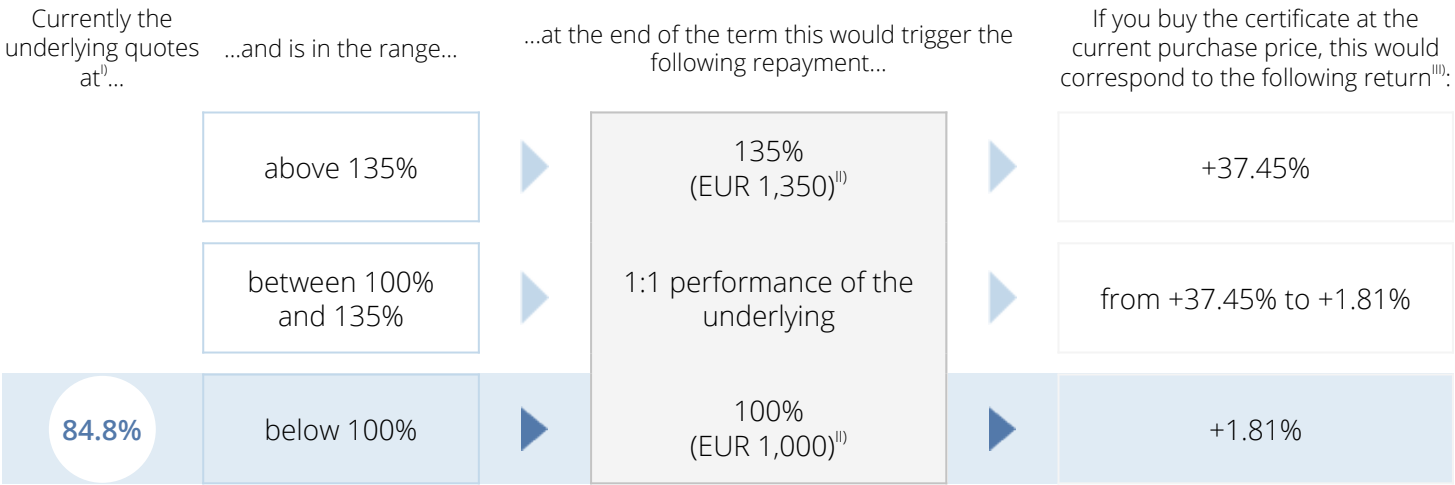 Currently the
underlying quotes
at^I)...
...and is in the range...
...at the end of the term this would trigger the
following repayment...
If you buy the certificate at the
current purchase price, this would
correspond to the following return^III):
above 135%
135%
(EUR 1,350)^II)
+37.45%
between 100%
and 135%
1:1 performance of the
underlying
from +37.45% to +1.81%
84.8%
below 100%
100%
(EUR 1,000)^II)
+1.81%